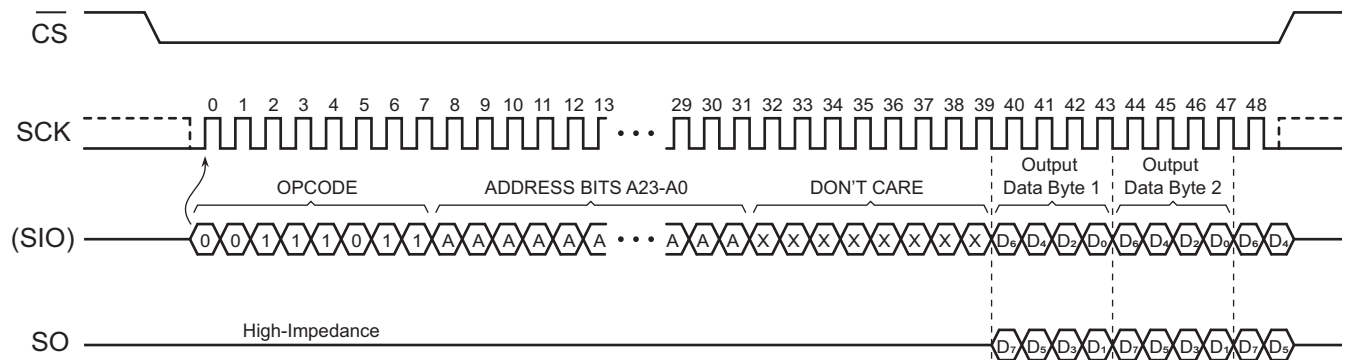 CS
SCK
0 1 2 3 4 5 6 7 8 9 10 11 12 13 29 30 31 32 33 34 35 36 37 38 39 40 41 42 43 44 45 46 47 48
OPCODE
ADDRESS BITS A23-A0
DON'T CARE
Output
Data Byte 1
Output
Data Byte 2
(SIO)
0 0 1 1 1 0 1 1 A A A A A A A A A X X X X X X X X D₆ D₄ D₂ D₀ D₆ D₄ D₂ D₀ D₆ D₄
SO
High-Impedance
D₇ D₅ D₃ D₁ D₇ D₅ D₃ D₁ D₇ D₅